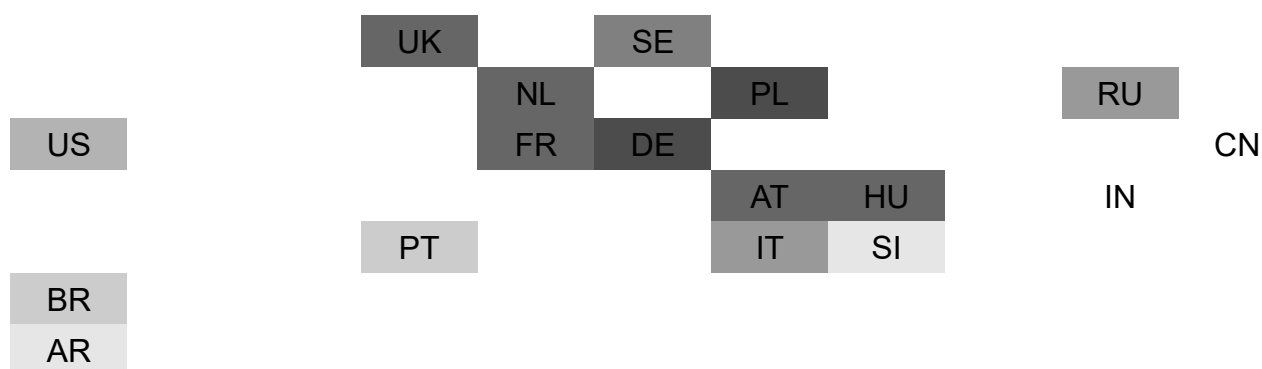 UK SE
NL PL RU
US FR DE CN
AT HU IN
PT IT SI
BR
AR